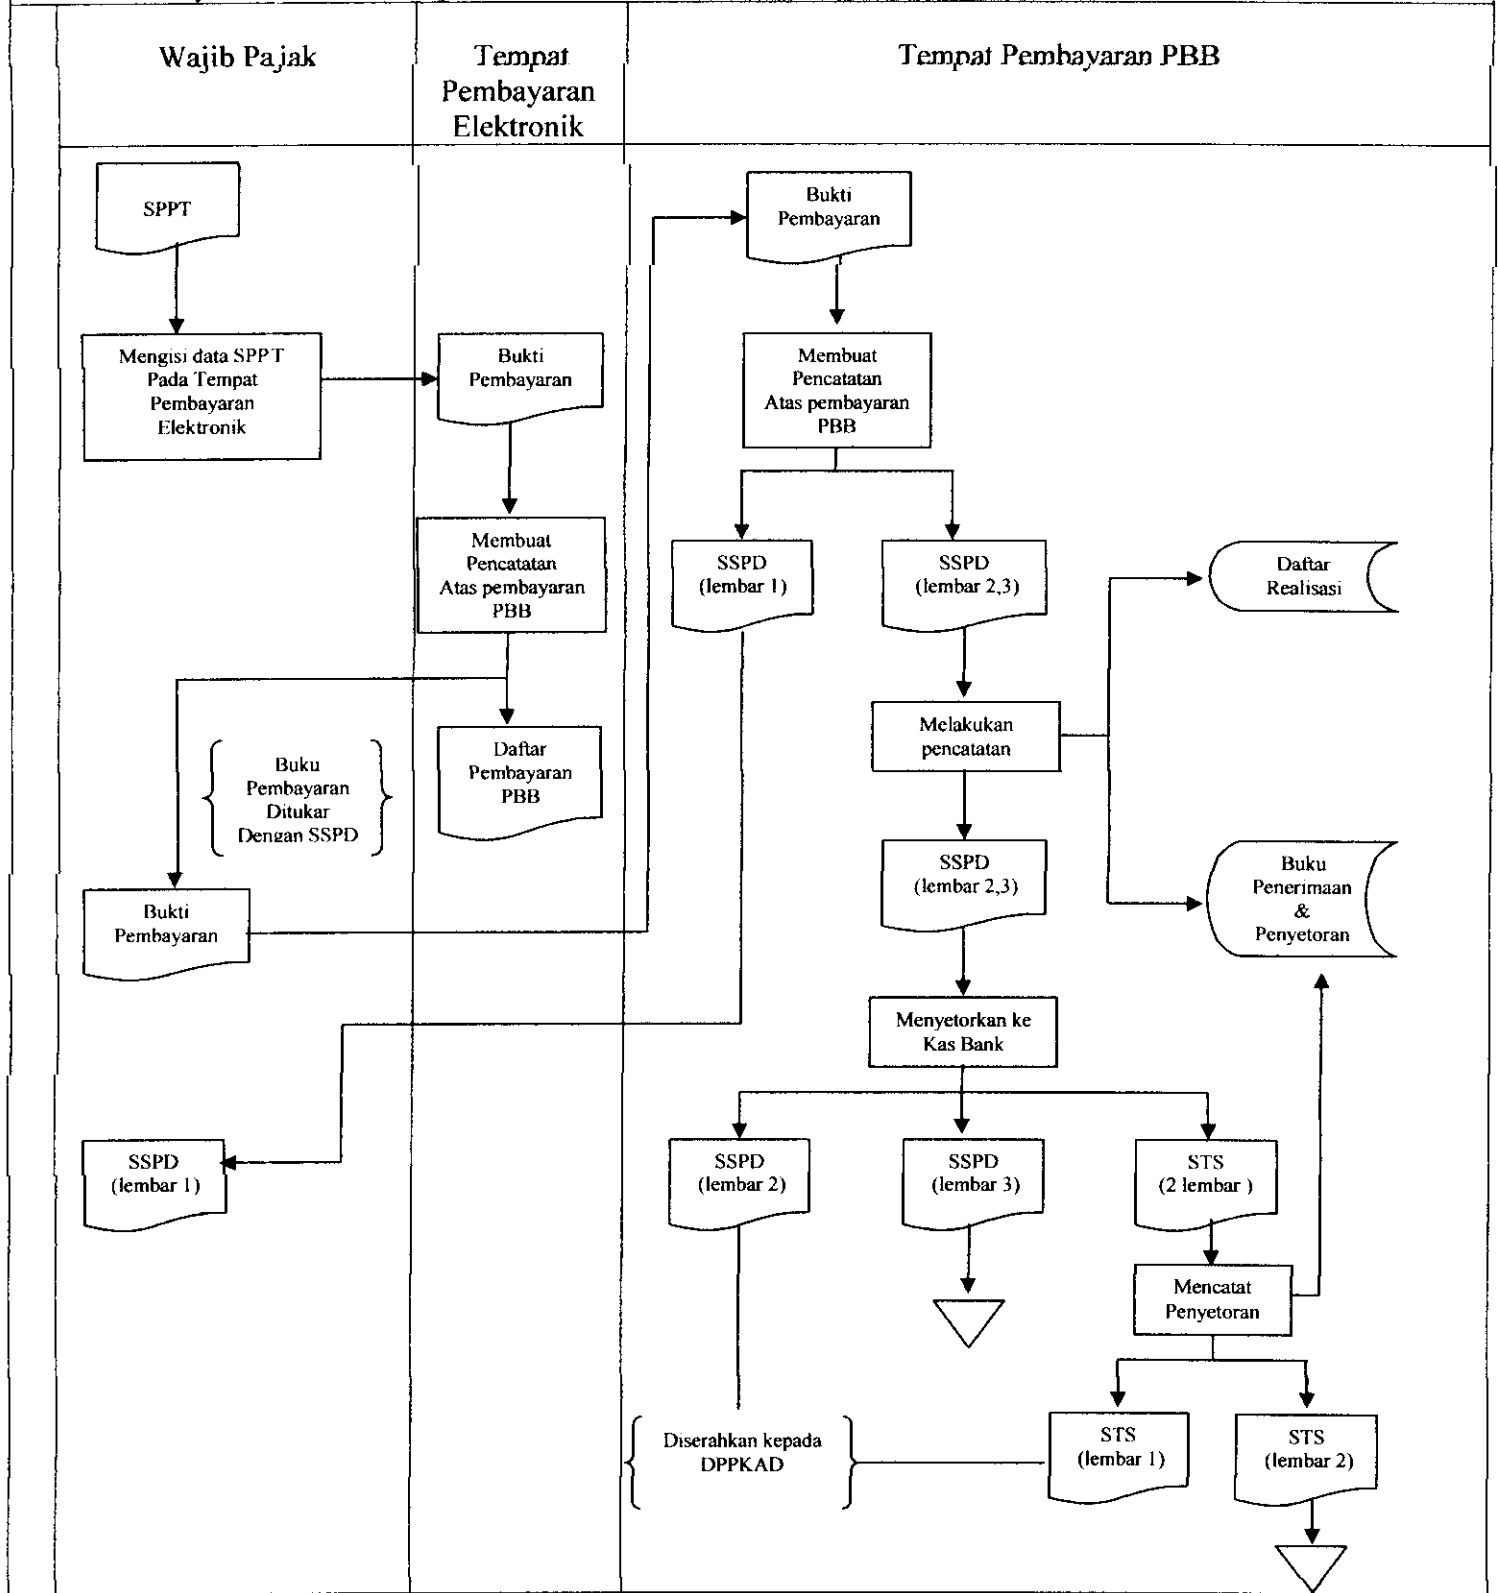 Wajib Pajak
Tempat
Pembayaran
Elektronik
Tempat Pembayaran PBB
SPPT
Mengisi data SPPT
Pada Tempat
Pembayaran
Elektronik
Bukti
Pembayaran
Membuat
Pencatatan
Atas pembayaran
PBB
Daftar
Pembayaran
PBB
Buku
Pembayaran
Ditukar
Dengan SSPD
Bukti
Pembayaran
SSPD
(lembar 1)
Bukti
Pembayaran
Membuat
Pencatatan
Atas pembayaran
PBB
SSPD
(lembar 1)
SSPD
(lembar 2,3)
Daftar
Realisasi
Melakukan
pencatatan
SSPD
(lembar 2,3)
Buku
Penerimaan
&
Penyetoran
Menyetorkan ke
Kas Bank
SSPD
(lembar 2)
SSPD
(lembar 3)
STS
(2 lembar )
Mencatat
Penyetoran
Diserahkan kepada
DPPKAD
STS
(lembar 1)
STS
(lembar 2)